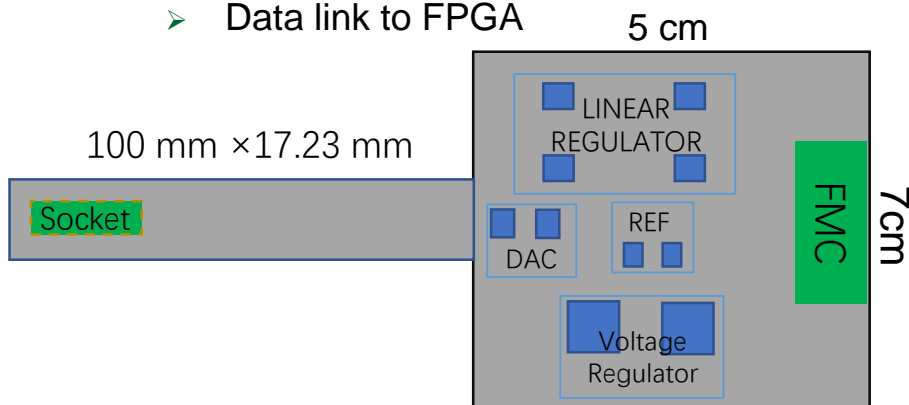 ➢ Data link to FPGA
5 cm
100 mm ×17.23 mm
LINEAR
REGULATOR
Socket
FMC
7cm
DAC
REF
Voltage
Regulator